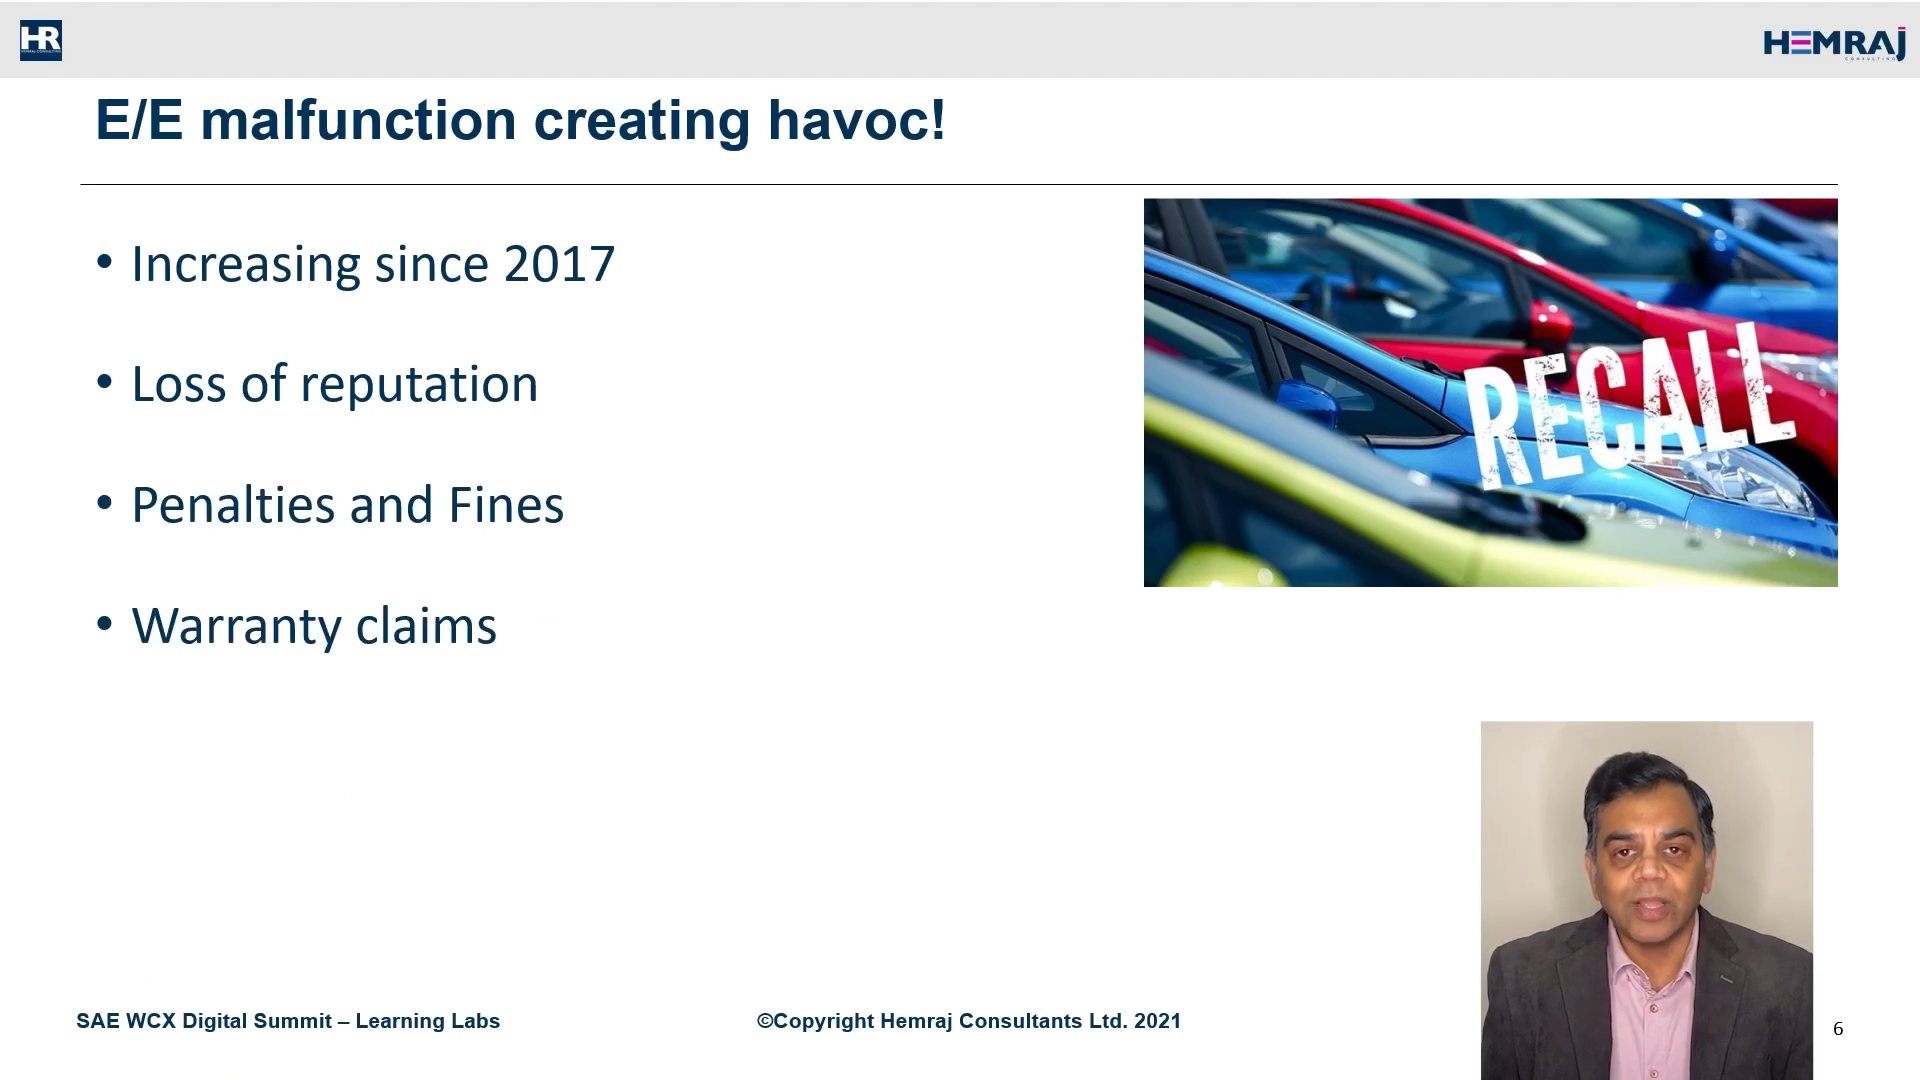 HR
HEMRAJ
CONSULTING
E/E malfunction creating havoc!
• Increasing since 2017
• Loss of reputation
• Penalties and Fines
• Warranty claims
RECALL
SAE WCX Digital Summit – Learning Labs
©Copyright Hemraj Consultants Ltd. 2021
6